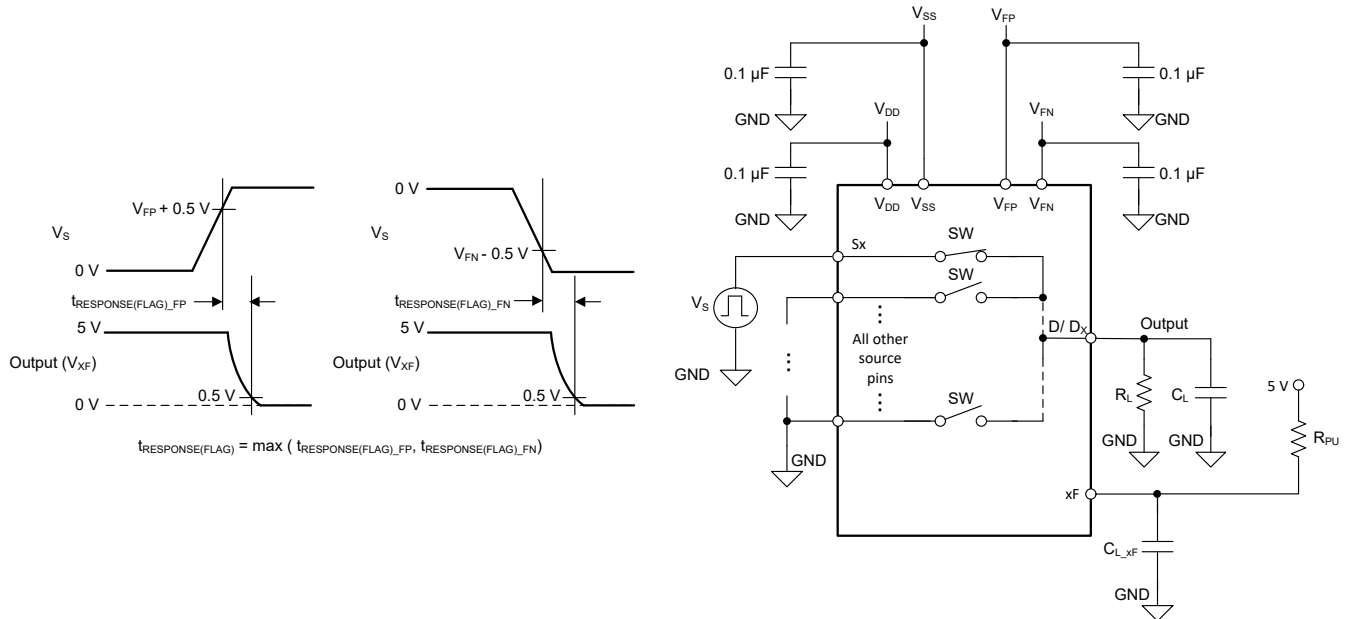 V_FP + 0.5 V
V_S
0 V
t_RESPONSE(FLAG)_FP
5 V
Output (V_XF)
0.5 V
0 V
0 V
V_S
V_FN - 0.5 V
t_RESPONSE(FLAG)_FN
5 V
Output (V_XF)
0.5 V
0 V
t_RESPONSE(FLAG) = max ( t_RESPONSE(FLAG)_FP, t_RESPONSE(FLAG)_FN)
V_SS
V_FP
0.1 µF
0.1 µF
GND
GND
V_DD
V_FN
0.1 µF
0.1 µF
GND
GND
V_DD
V_SS
V_FP
V_FN
Sx
SW
SW
V_S
GND
...
...
All other
source
pins
...
SW
GND
D/ D_X
Output
R_L
C_L
GND
GND
5 V
R_PU
xF
C_L_xF
GND